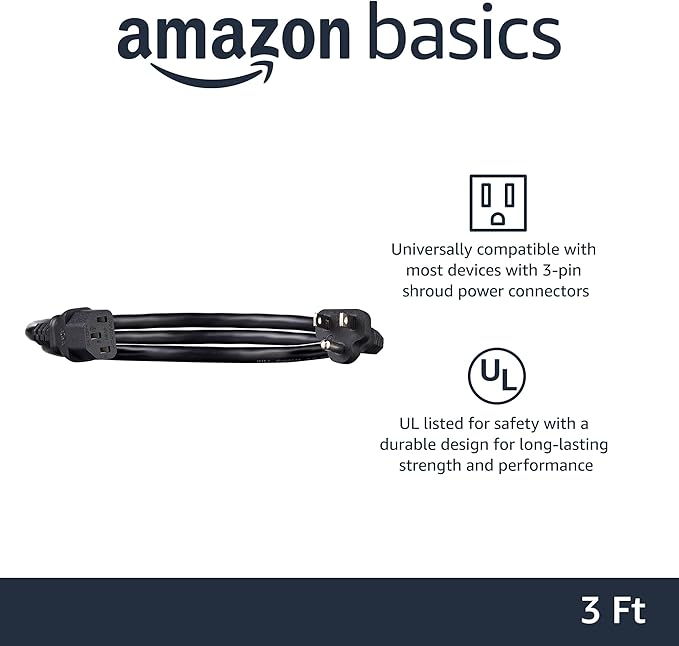 amazon basics
Universally compatible with
most devices with 3-pin
shroud power connectors
UL
UL listed for safety with a
durable design for long-lasting
strength and performance
3 Ft